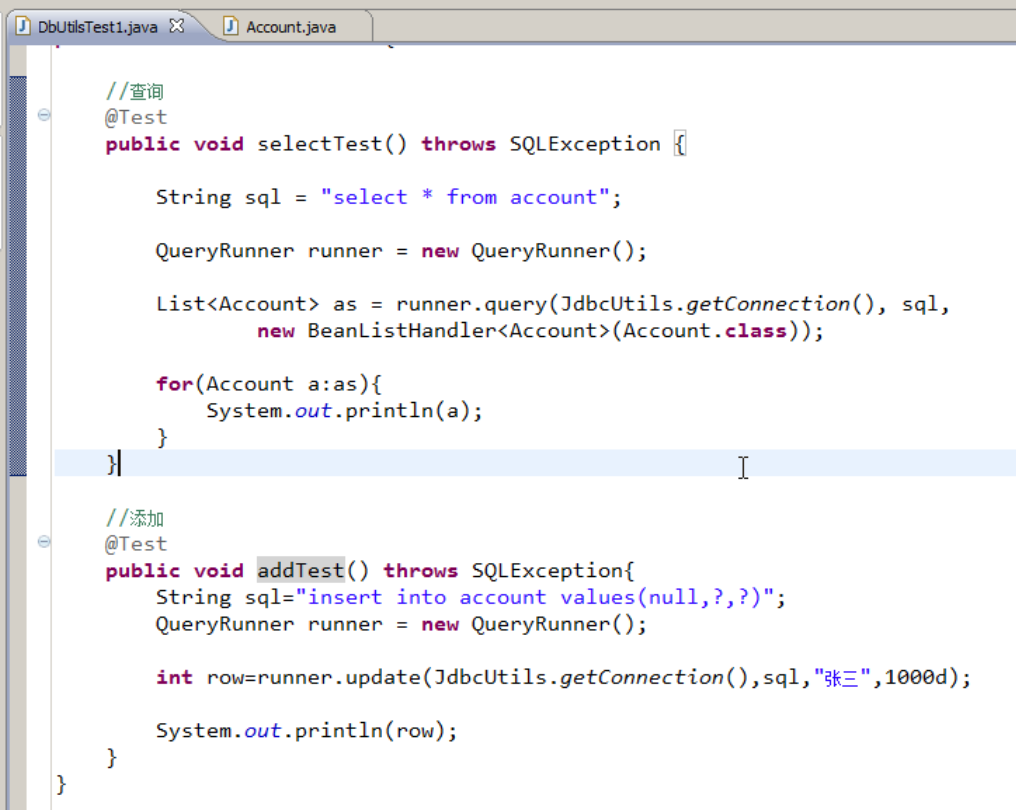 DbUtilsTest1.java
Account.java
//查询
@Test
public void selectTest() throws SQLException {
String sql = "select * from account";
QueryRunner runner = new QueryRunner();
List<Account> as = runner.query(JdbcUtils.getConnection(), sql,
new BeanListHandler<Account>(Account.class));
for(Account a:as){
System.out.println(a);
}
}
//添加
@Test
public void addTest() throws SQLException{
String sql="insert into account values(null,?,?)";
QueryRunner runner = new QueryRunner();
int row=runner.update(JdbcUtils.getConnection(),sql,"张三",1000d);
System.out.println(row);
}
}